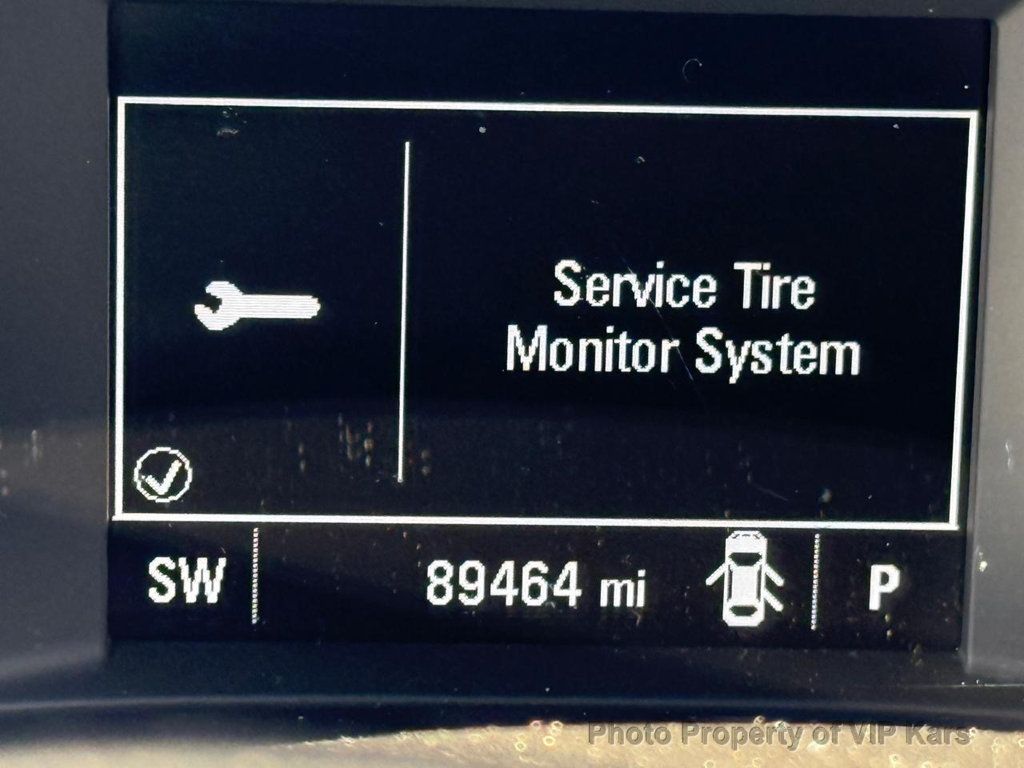 Service Tire
Monitor System
SW 89464 mi P
Photo Property of VIP Kars